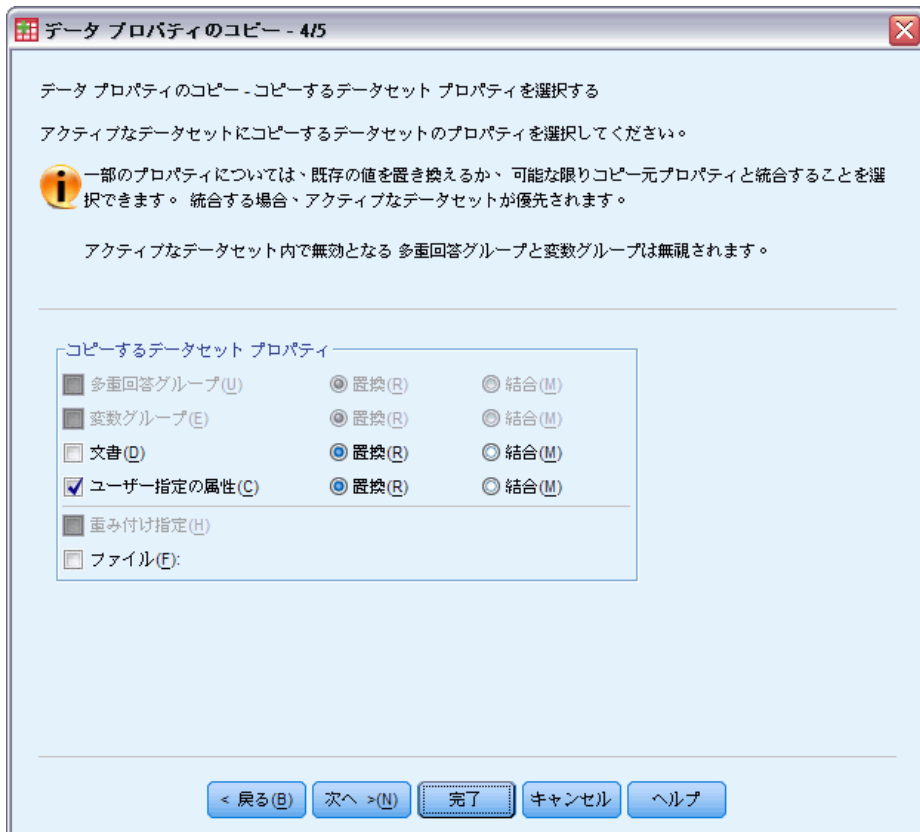 データ プロパティのコピー - 4/5
データ プロパティのコピー - コピーするデータセット プロパティを選択する
アクティブなデータセットにコピーするデータセットのプロパティを選択してください。
一部のプロパティについては、既存の値を置き換えるか、 可能な限りコピー元プロパティと統合することを選
択できます。 統合する場合、アクティブなデータセットが優先されます。
アクティブなデータセット内で無効となる 多重回答グループと変数グループは無視されます。
コピーするデータセット プロパティ
多重回答グループ(U) 置換(R) 結合(M)
変数グループ(E) 置換(R) 結合(M)
文書(D) 置換(R) 結合(M)
ユーザー指定の属性(C) 置換(R) 結合(M)
重み付け指定(H)
ファイル(F):
< 戻る(B) 次へ >(N) 完了 キャンセル ヘルプ